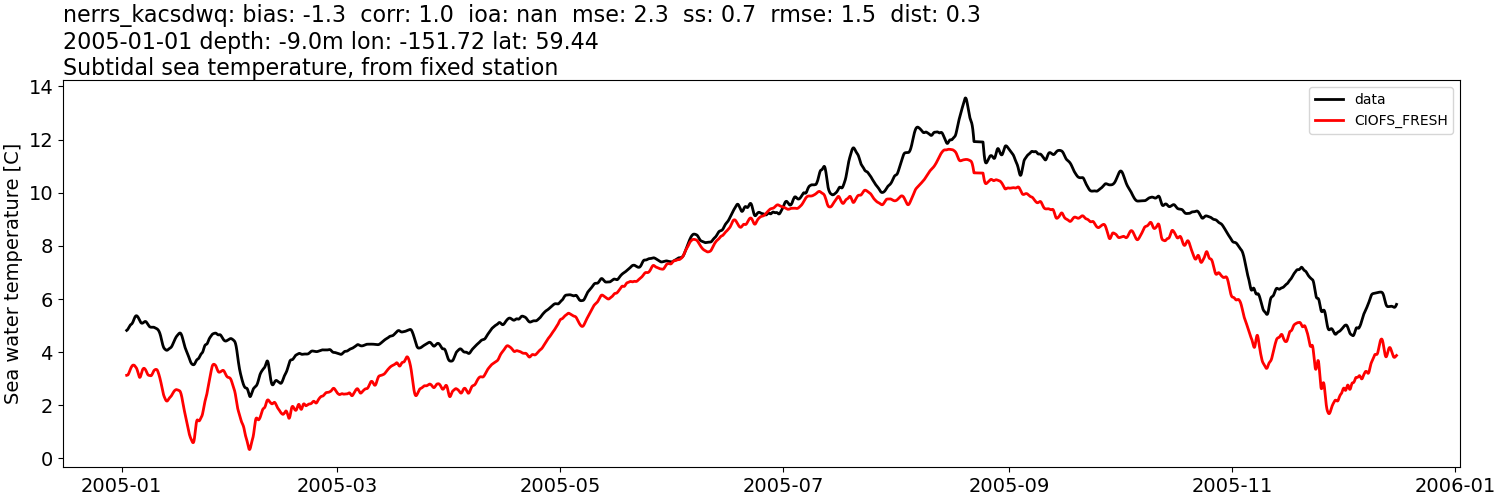 nerrs_kacsdwq: bias: -1.3  corr: 1.0  ioa: nan  mse: 2.3  ss: 0.7  rmse: 1.5  dist: 0.3
2005-01-01 depth: -9.0m lon: -151.72 lat: 59.44
Subtidal sea temperature, from fixed station
data
CIOFS_FRESH
Sea water temperature [C]
14
12
10
8
6
4
2
0
2005-01 2005-03 2005-05 2005-07 2005-09 2005-11 2006-01